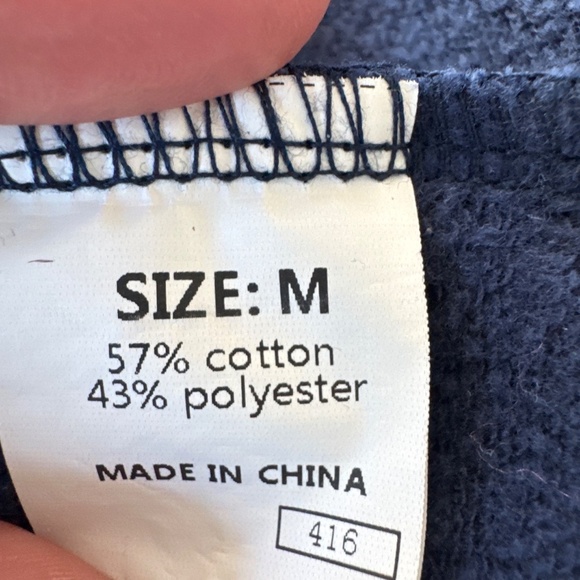 SIZE: M
57% cotton
43% polyester
MADE IN CHINA
416